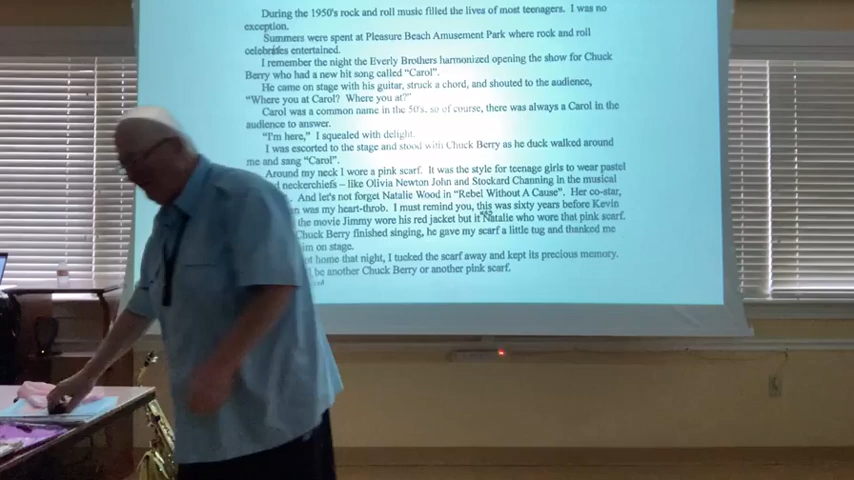 During the 1950's rock and roll music filled the lives of most teenagers. I was no
exception.
Summers were spent at Pleasure Beach Amusement Park where rock and roll
celebrities entertained.
I remember the night the Everly Brothers harmonized opening the show for Chuck
Berry who had a new hit song called "Carol".
He came on stage with his guitar, struck a chord, and shouted to the audience,
"Where you at Carol? Where you at?"
Carol was a common name in the 50's, so of course, there was always a Carol in the
audience to answer.
"I'm here," I squealed with delight.
I was escorted to the stage and stood with Chuck Berry as he duck walked around
me and sang "Carol".
Around my neck I wore a pink scarf. It was the style for teenage girls to wear pastel
neckerchiefs – like Olivia Newton John and Stockard Channing in the musical
And let's not forget Natalie Wood in "Rebel Without A Cause". Her co-star,
was my heart-throb. I must remind you, this was sixty years before Kevin
the movie Jimmy wore his red jacket but it was Natalie who wore that pink scarf.
Chuck Berry finished singing, he gave my scarf a little tug and thanked me
on stage.
home that night, I tucked the scarf away and kept its precious memory.
be another Chuck Berry or another pink scarf.